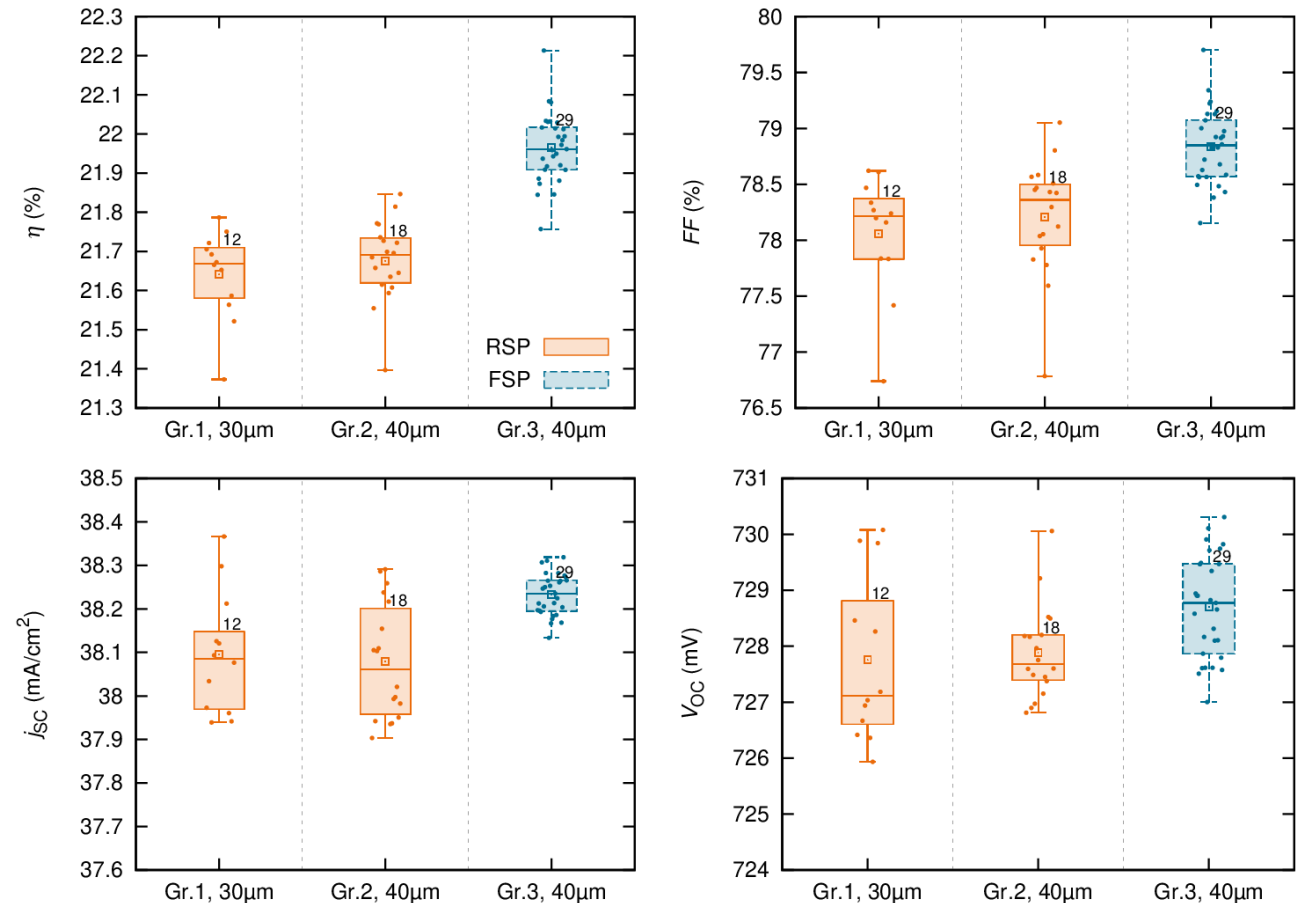 η (%)
22.3
22.2
22.1
22
21.9
21.8
21.7
21.6
21.5
21.4
21.3
12
18
29
RSP
FSP
Gr.1, 30µm
Gr.2, 40µm
Gr.3, 40µm
FF (%)
80
79.5
79
78.5
78
77.5
77
76.5
12
18
29
Gr.1, 30µm
Gr.2, 40µm
Gr.3, 40µm
jSC (mA/cm²)
38.5
38.4
38.3
38.2
38.1
38
37.9
37.8
37.7
37.6
12
18
29
Gr.1, 30µm
Gr.2, 40µm
Gr.3, 40µm
VOC (mV)
731
730
729
728
727
726
725
724
12
18
29
Gr.1, 30µm
Gr.2, 40µm
Gr.3, 40µm